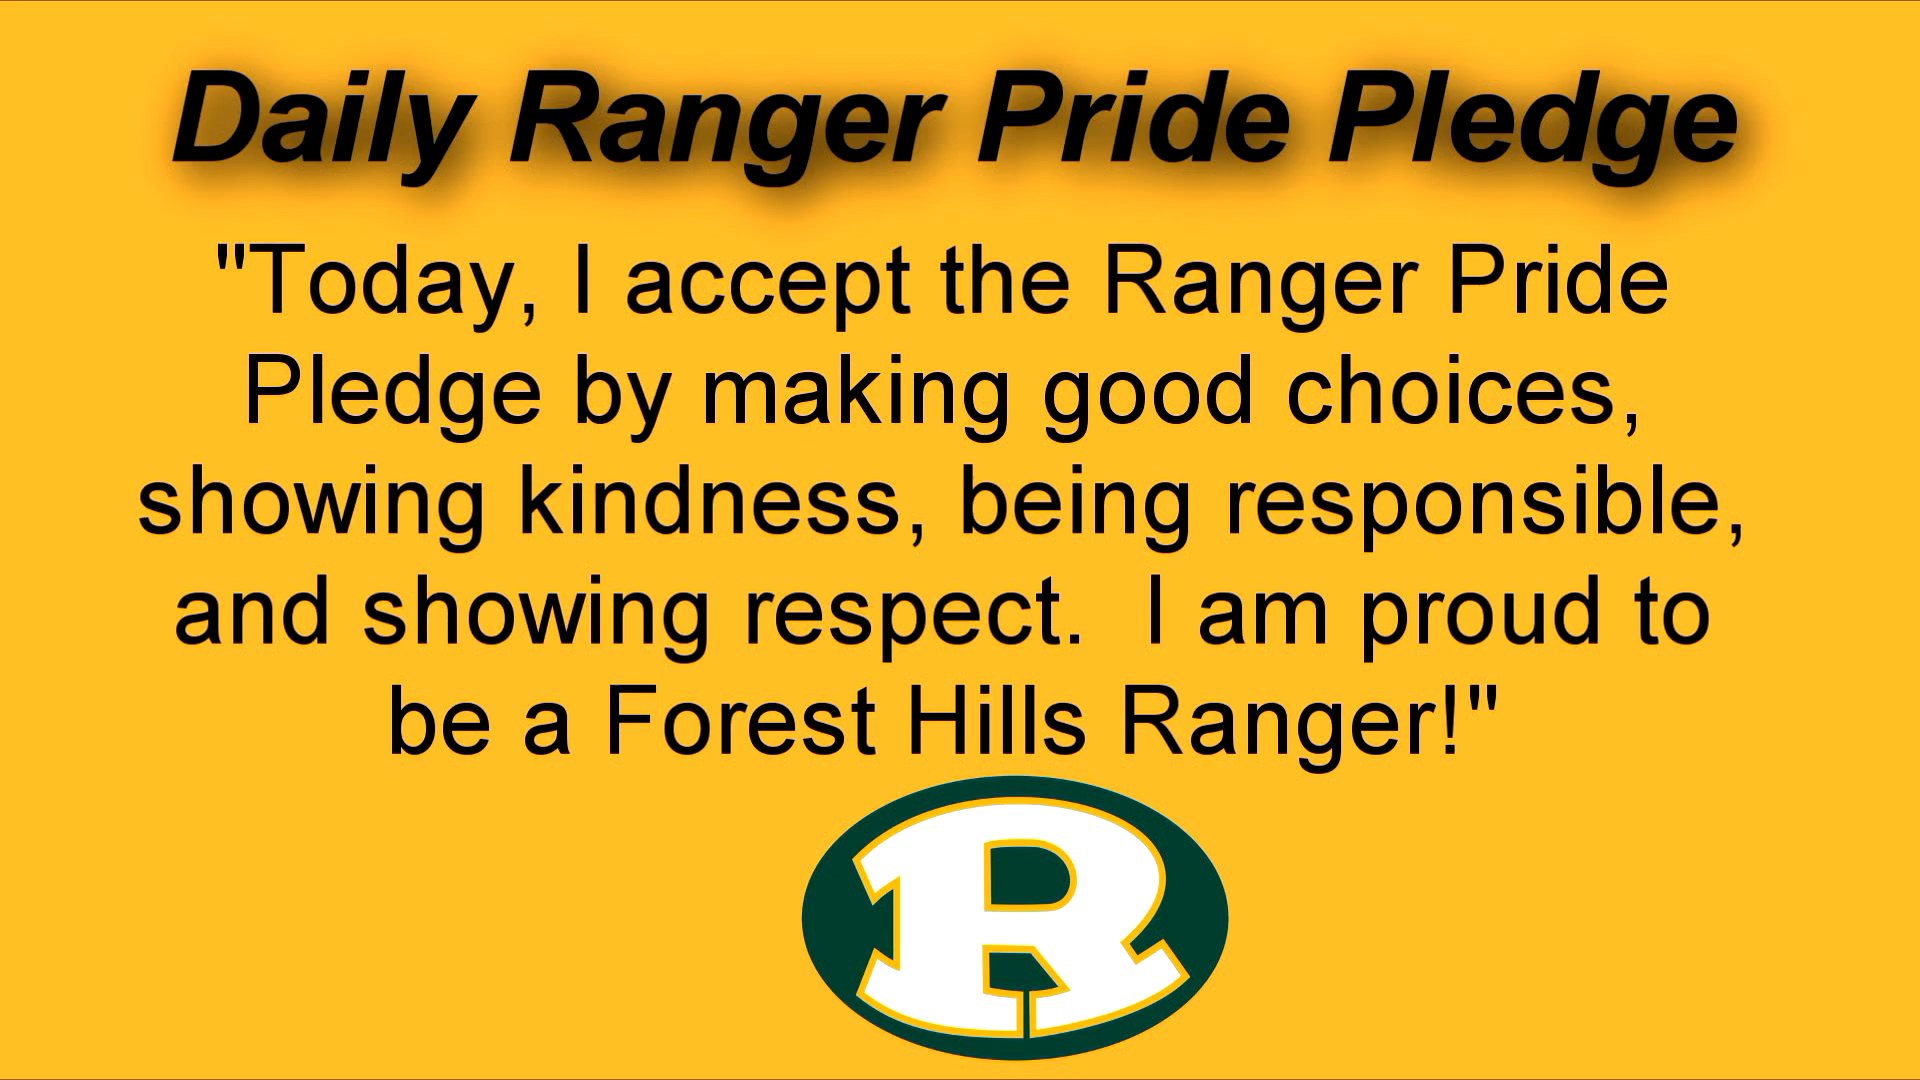 Daily Ranger Pride Pledge
"Today, I accept the Ranger Pride
Pledge by making good choices,
showing kindness, being responsible,
and showing respect.  I am proud to
be a Forest Hills Ranger!"
R